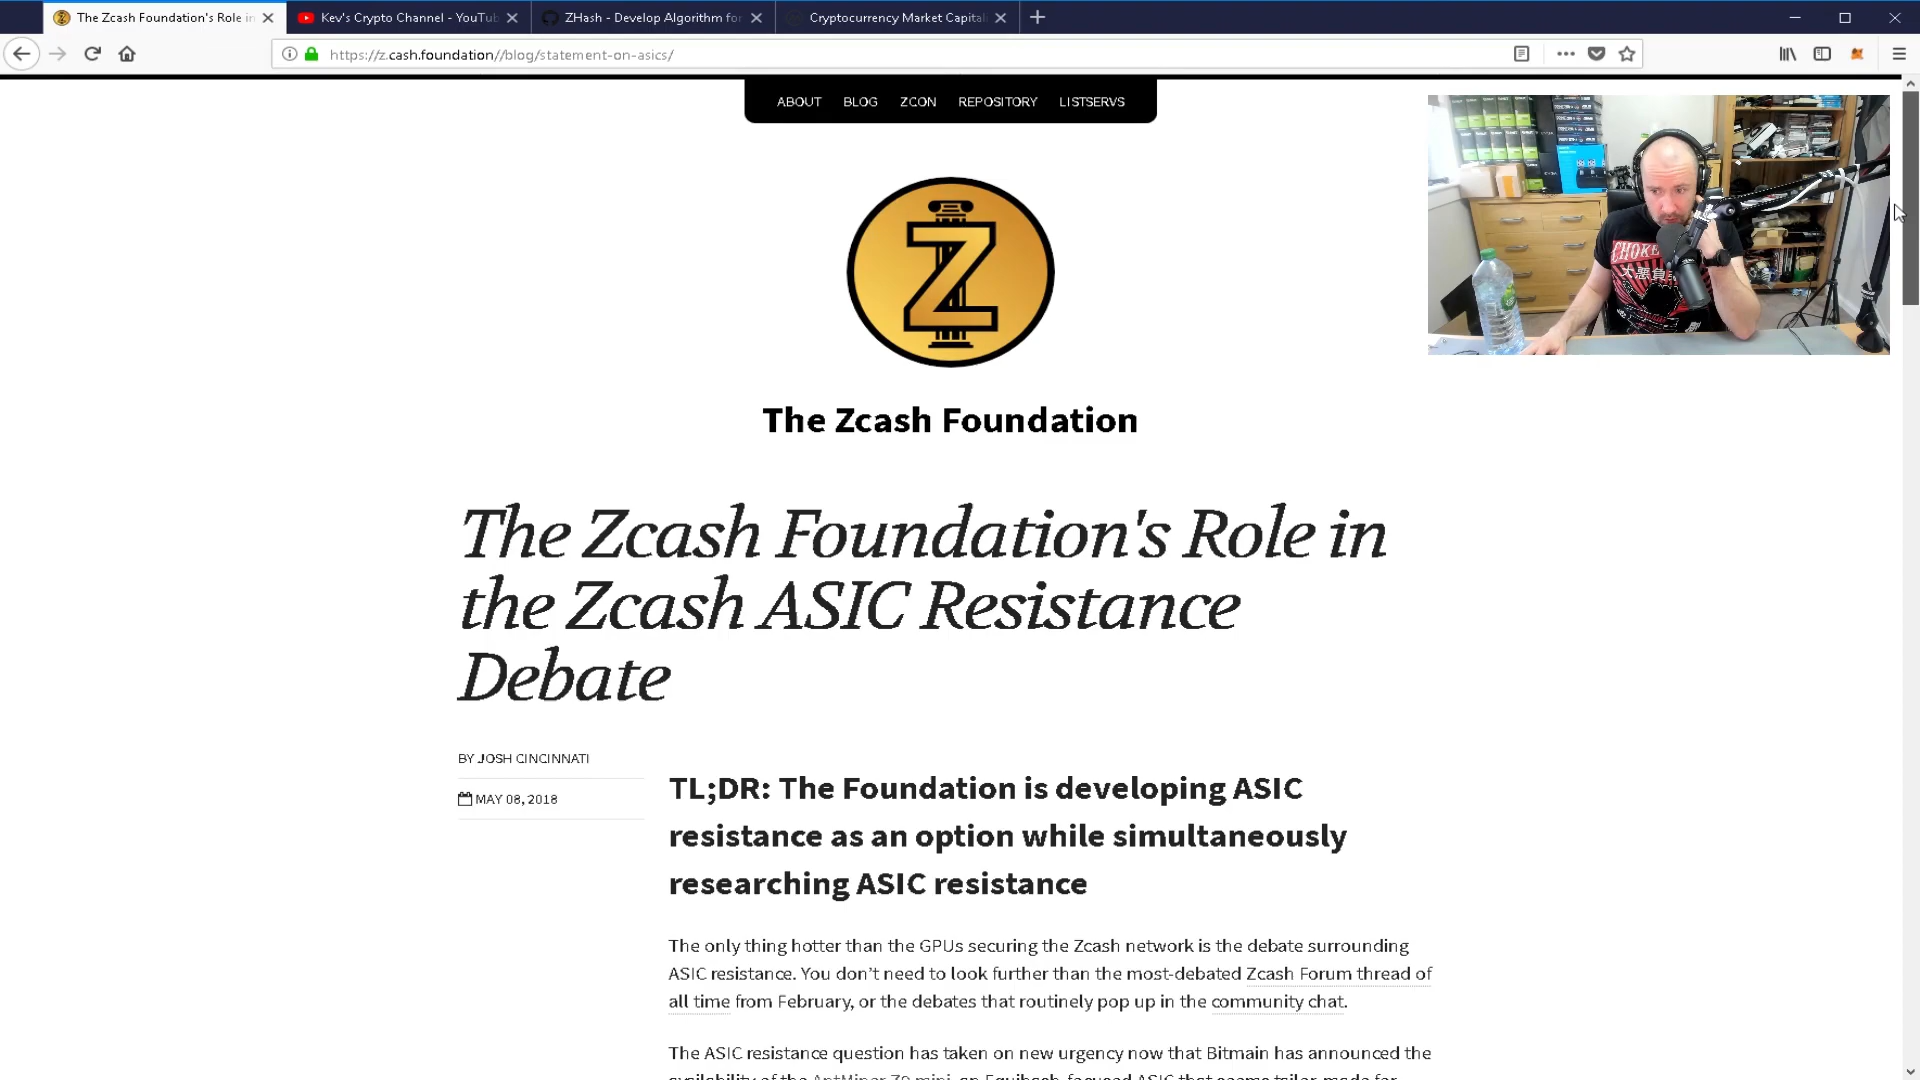 The Zcash Foundation's Role in
Kev's Crypto Channel - YouTub
ZHash - Develop Algorithm for
Cryptocurrency Market Capital
https://z.cash.foundation//blog/statement-on-asics/
ABOUT BLOG ZCON REPOSITORY LISTSERVS
Z
CHOKE
大悪負
The Zcash Foundation
The Zcash Foundation's Role in
the Zcash ASIC Resistance
Debate
BY JOSH CINCINNATI
MAY 08, 2018
TL;DR: The Foundation is developing ASIC
resistance as an option while simultaneously
researching ASIC resistance
The only thing hotter than the GPUs securing the Zcash network is the debate surrounding
ASIC resistance. You don’t need to look further than the most-debated Zcash Forum thread of
all time from February, or the debates that routinely pop up in the community chat.
The ASIC resistance question has taken on new urgency now that Bitmain has announced the